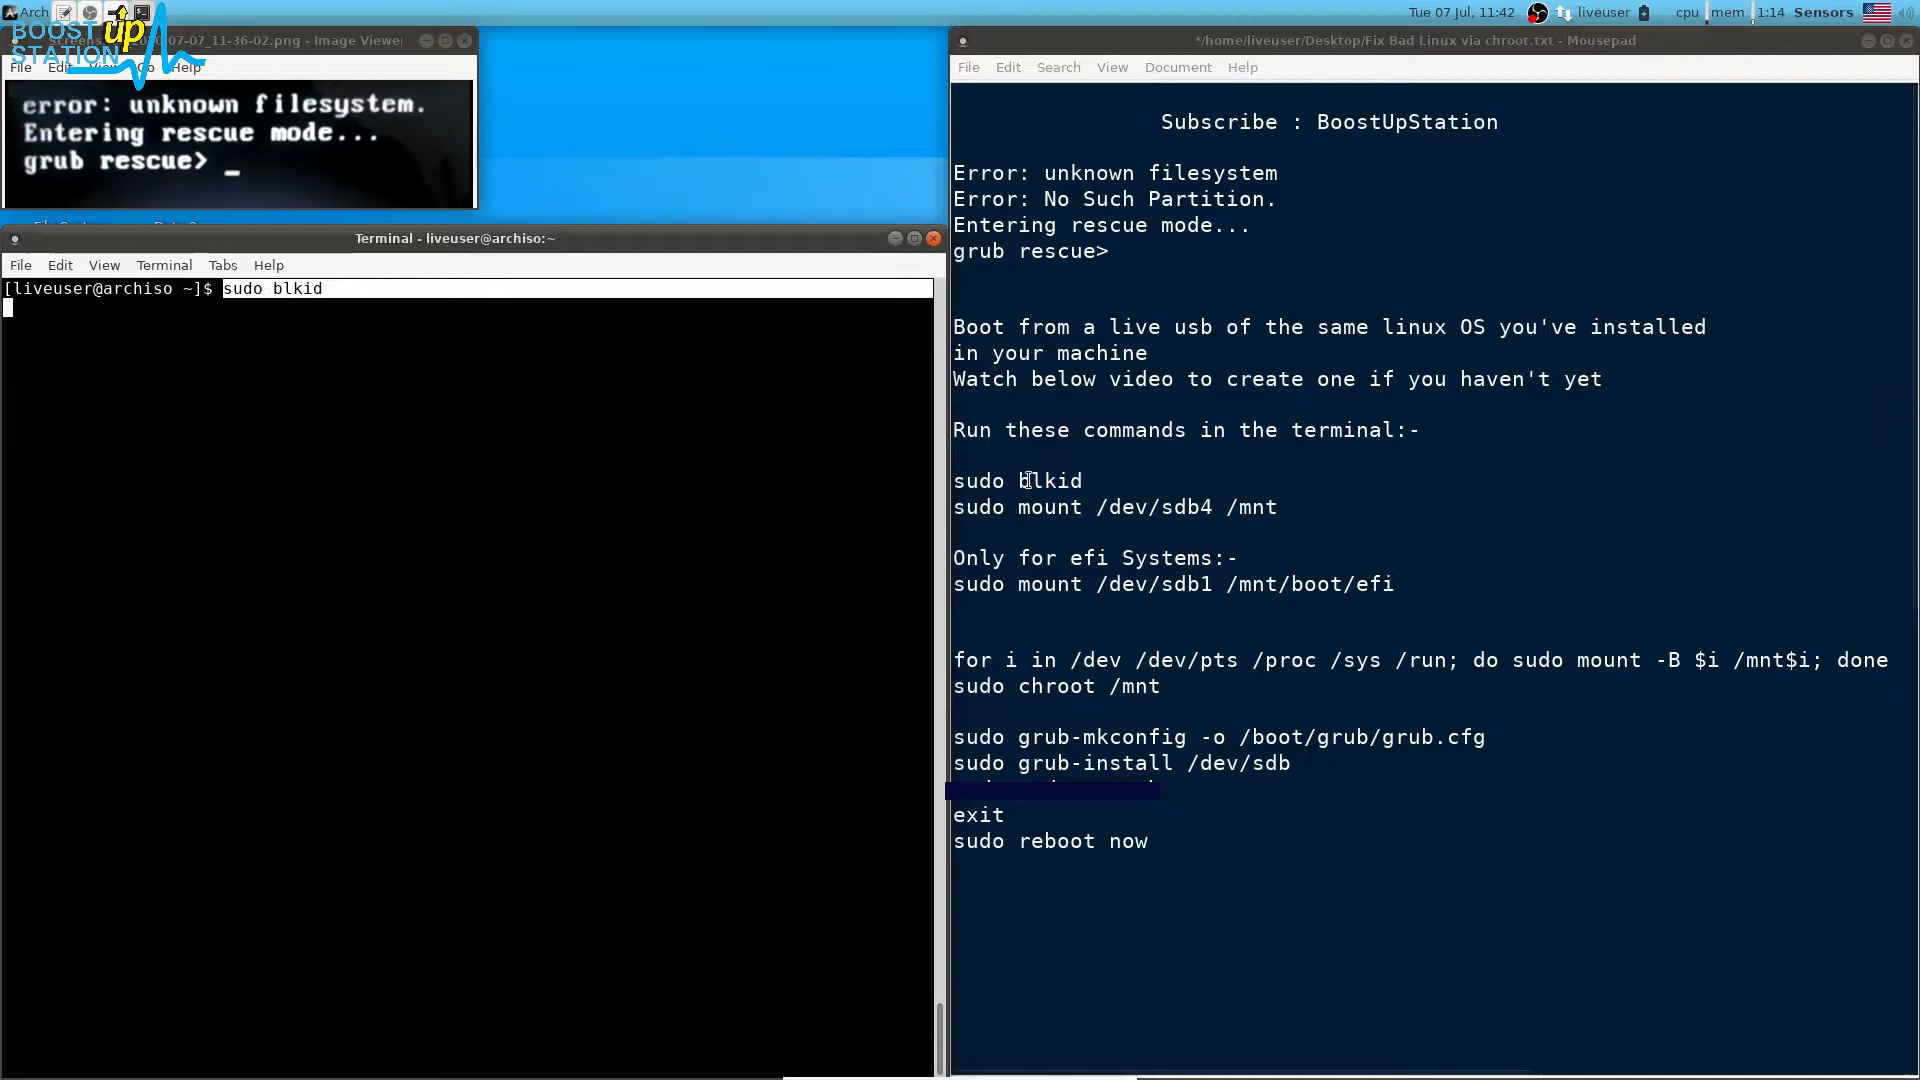 Arch
Tue 07 Jul, 11:42
liveuser
cpu
mem
1:14
Sensors
BOOST up
STATION
07-07_11-36-02.png - Image Viewer
File Edit View Go Help
error: unknown filesystem.
Entering rescue mode...
grub rescue> _
Terminal - liveuser@archiso:~
File Edit View Terminal Tabs Help
[liveuser@archiso ~]$ sudo blkid
*/home/liveuser/Desktop/Fix Bad Linux via chroot.txt - Mousepad
File Edit Search View Document Help
Subscribe : BoostUpStation
Error: unknown filesystem
Error: No Such Partition.
Entering rescue mode...
grub rescue>
Boot from a live usb of the same linux OS you've installed
in your machine
Watch below video to create one if you haven't yet
Run these commands in the terminal:-
sudo blkid
sudo mount /dev/sdb4 /mnt
Only for efi Systems:-
sudo mount /dev/sdb1 /mnt/boot/efi
for i in /dev /dev/pts /proc /sys /run; do sudo mount -B $i /mnt$i; done
sudo chroot /mnt
sudo grub-mkconfig -o /boot/grub/grub.cfg
sudo grub-install /dev/sdb
exit
sudo reboot now